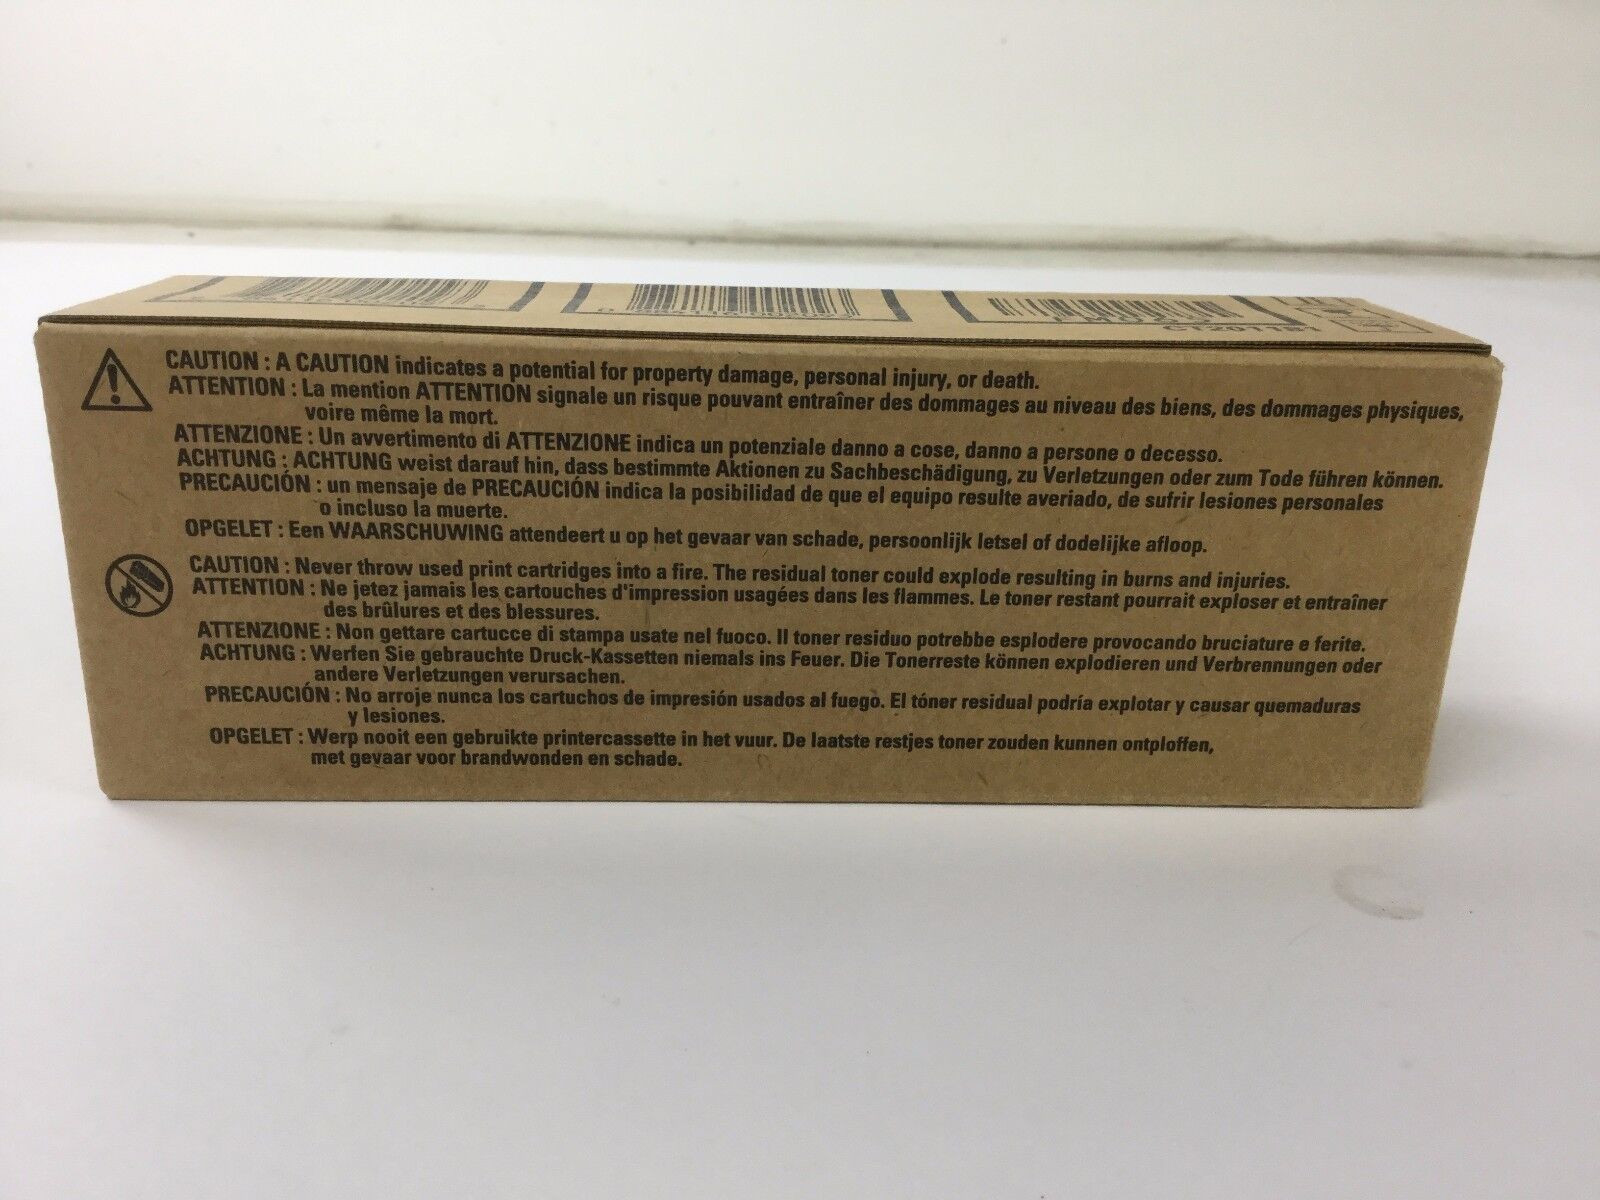 CAUTION : A CAUTION indicates a potential for property damage, personal injury, or death.
ATTENTION : La mention ATTENTION signale un risque pouvant entraîner des dommages au niveau des biens, des dommages physiques,
voire même la mort.
ATTENZIONE : Un avvertimento di ATTENZIONE indica un potenziale danno a cose, danno a persone o decesso.
ACHTUNG : ACHTUNG weist darauf hin, dass bestimmte Aktionen zu Sachbeschädigung, zu Verletzungen oder zum Tode führen können.
PRECAUCIÓN : un mensaje de PRECAUCIÓN indica la posibilidad de que el equipo resulte averiado, de sufrir lesiones personales
o incluso la muerte.
OPGELET : Een WAARSCHUWING attendeert u op het gevaar van schade, persoonlijk letsel of dodelijke afloop.
CAUTION : Never throw used print cartridges into a fire. The residual toner could explode resulting in burns and injuries.
ATTENTION : Ne jetez jamais les cartouches d'impression usagées dans les flammes. Le toner restant pourrait exploser et entraîner
des brûlures et des blessures.
ATTENZIONE : Non gettare cartucce di stampa usate nel fuoco. Il toner residuo potrebbe esplodere provocando bruciature e ferite.
ACHTUNG : Werfen Sie gebrauchte Druck-Kassetten niemals ins Feuer. Die Tonerreste können explodieren und Verbrennungen oder
andere Verletzungen verursachen.
PRECAUCIÓN : No arroje nunca los cartuchos de impresión usados al fuego. El tóner residual podría explotar y causar quemaduras
y lesiones.
OPGELET : Werp nooit een gebruikte printercassette in het vuur. De laatste restjes toner zouden kunnen ontploffen,
met gevaar voor brandwonden en schade.